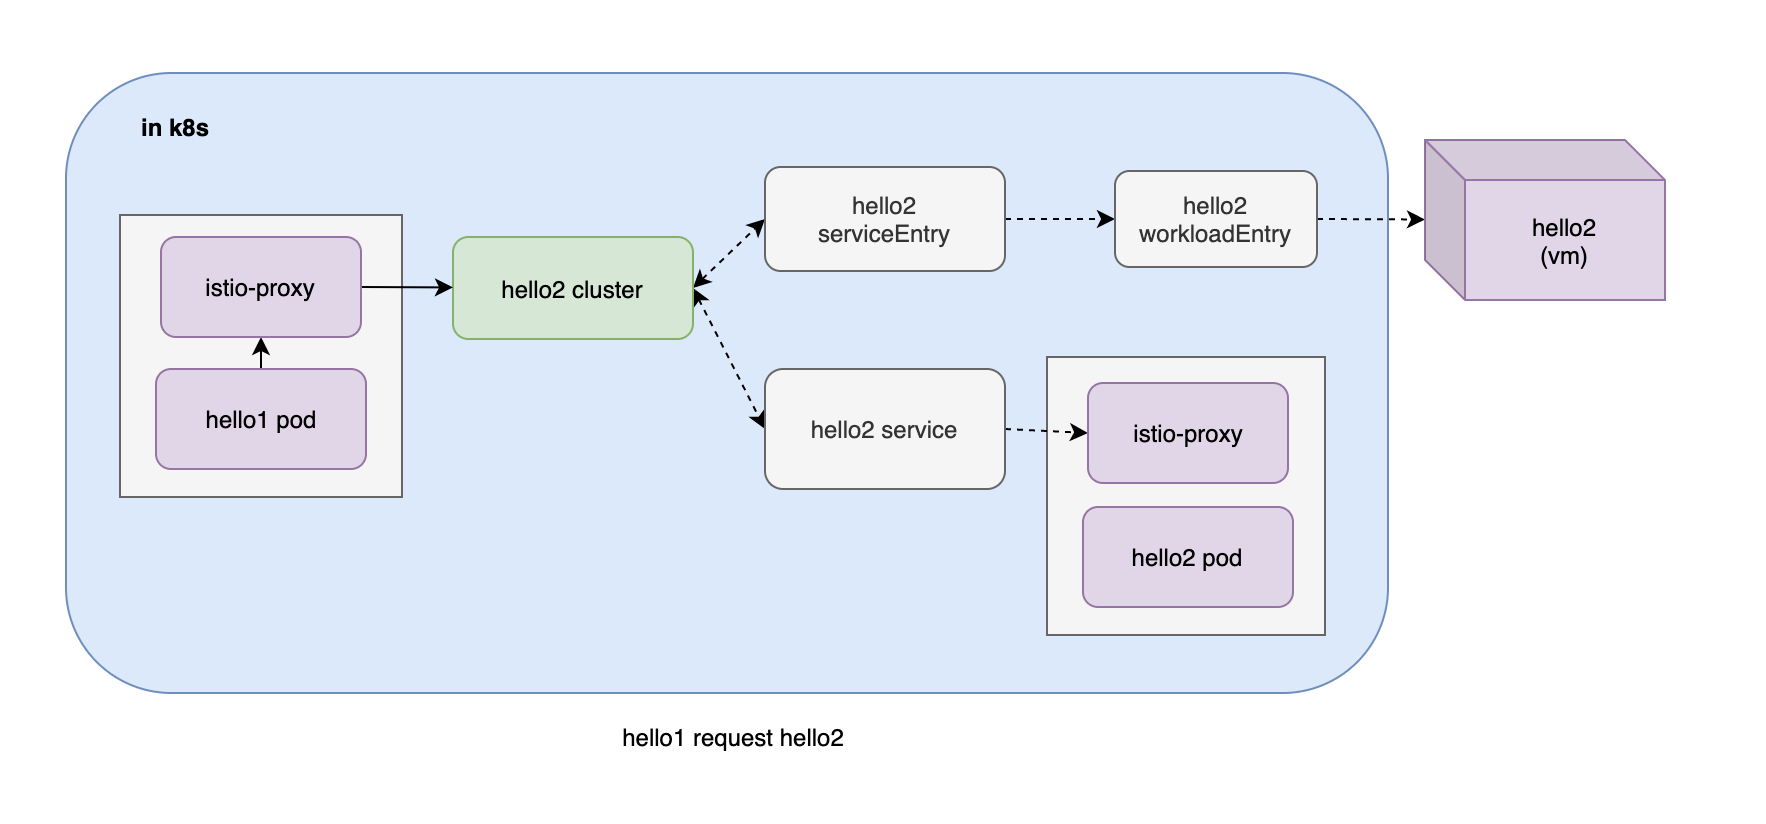 in k8s
istio-proxy
hello1 pod
hello2 cluster
hello2
serviceEntry
hello2
workloadEntry
hello2
(vm)
hello2 service
istio-proxy
hello2 pod
hello1 request hello2